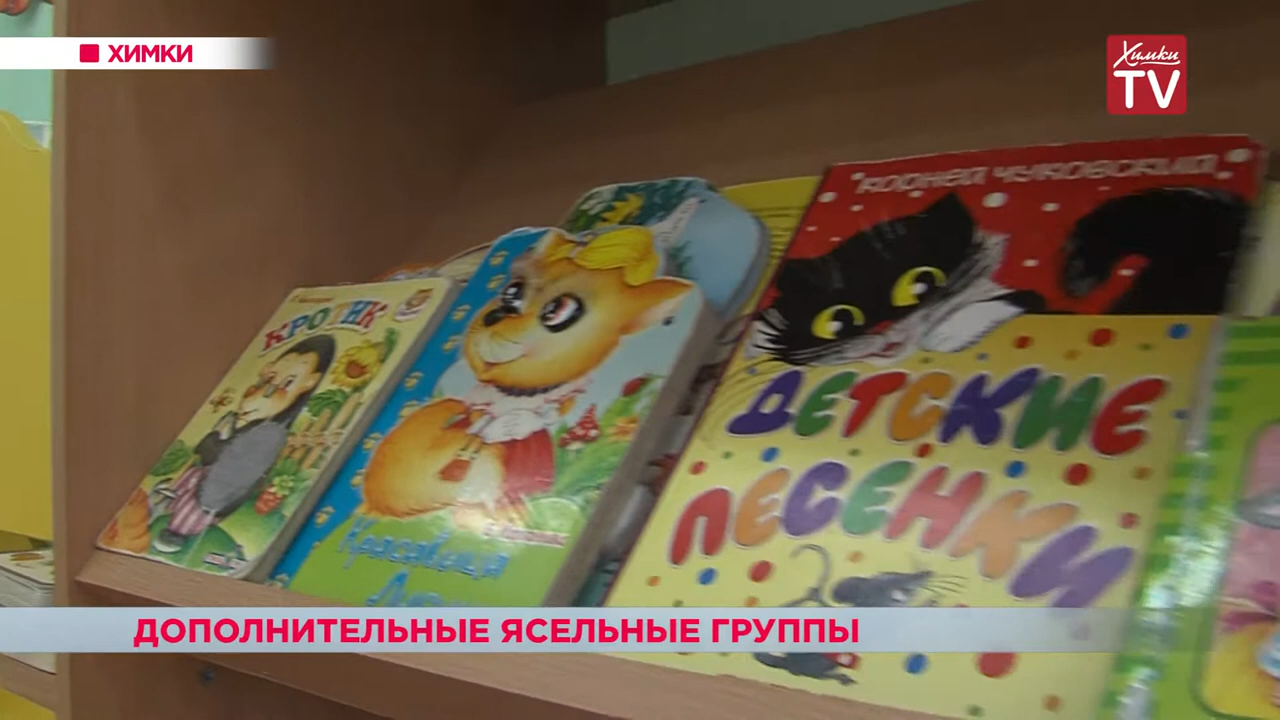 ХИМКИ
Химки
TV
КОРНЕЙ ЧУКОВСКИЙ
КРОТИК
ДЕТСКИЕ
ПЕСЕНКИ
Красавица
ДОПОЛНИТЕЛЬНЫЕ ЯСЕЛЬНЫЕ ГРУППЫ